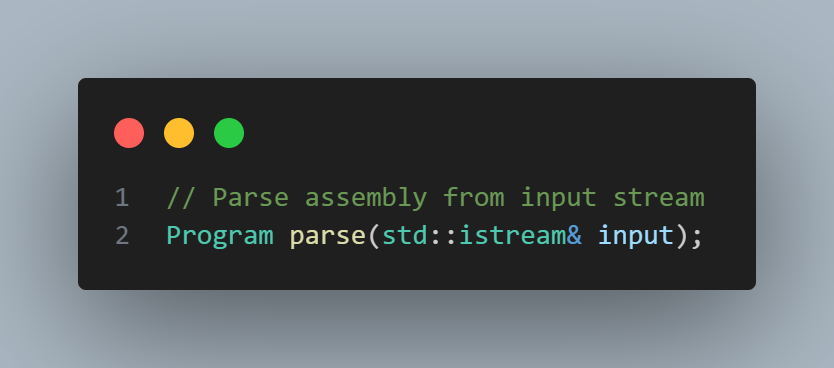 1 // Parse assembly from input stream
2 Program parse(std::istream& input);